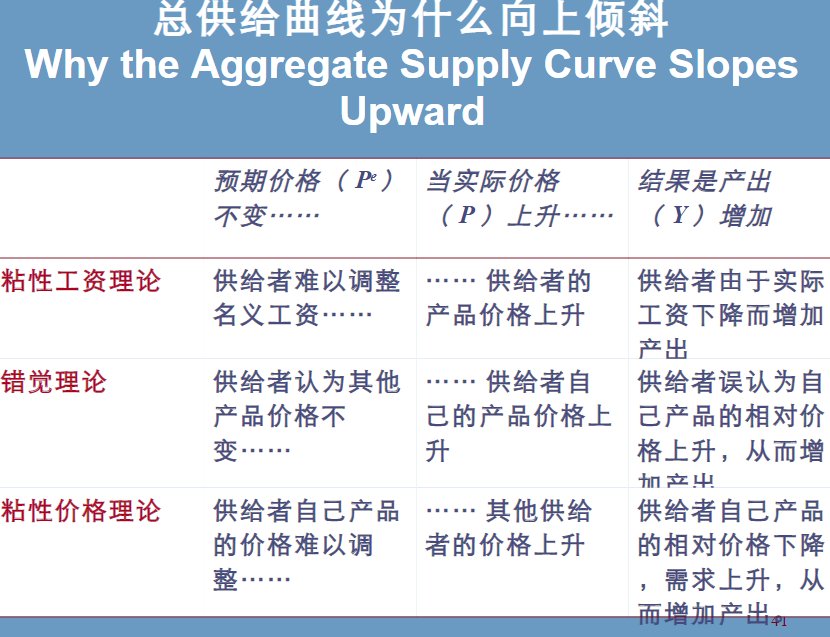 总供给曲线为什么向上倾斜
Why the Aggregate Supply Curve Slopes
Upward
预期价格（Pe）
不变……
当实际价格
（P）上升……
结果是产出
（Y）增加
粘性工资理论
供给者难以调整
名义工资……
…… 供给者的
产品价格上升
供给者由于实际
工资下降而增加
产出
错觉理论
供给者认为其他
产品价格不
变……
…… 供给者自
己的产品价格上
升
供给者误认为自
己产品的相对价
格上升，从而增
加产出
粘性价格理论
供给者自己产品
的价格难以调
整……
…… 其他供给
者的价格上升
供给者自己产品
的相对价格下降
，需求上升，从
而增加产出。
41